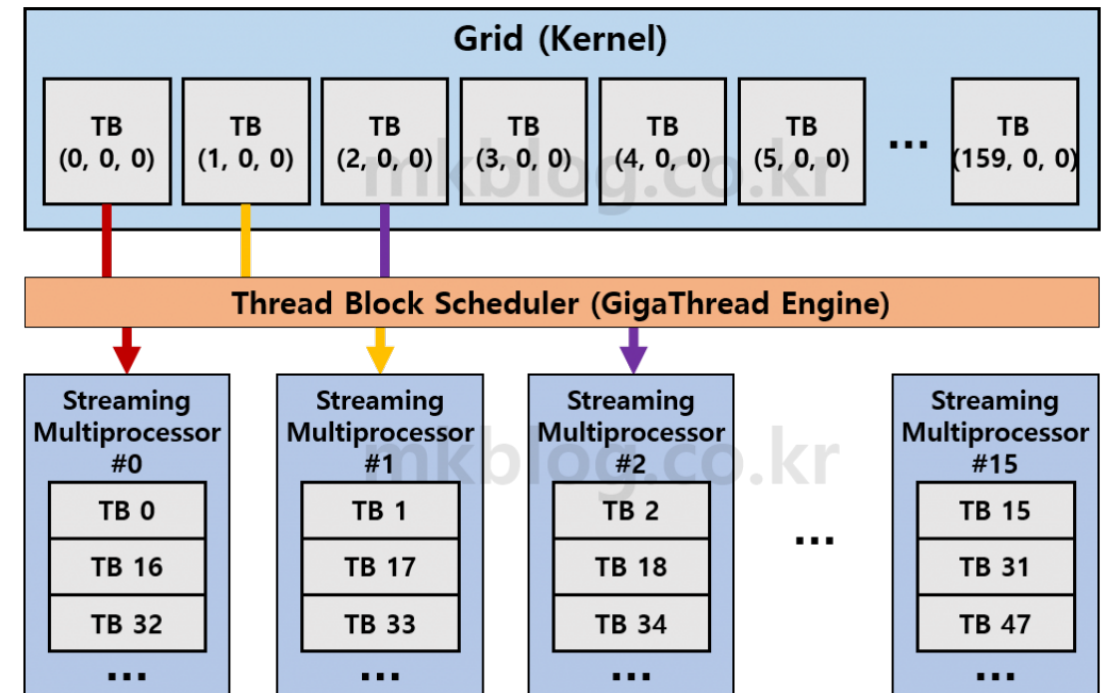 Grid (Kernel)
TB
(0, 0, 0)
TB
(1, 0, 0)
TB
(2, 0, 0)
TB
(3, 0, 0)
TB
(4, 0, 0)
TB
(5, 0, 0)
...
TB
(159, 0, 0)
mkblog.co.kr
Thread Block Scheduler (GigaThread Engine)
Streaming
Multiprocessor
#0
TB 0
TB 16
TB 32
...
Streaming
Multiprocessor
#1
TB 1
TB 17
TB 33
...
Streaming
Multiprocessor
#2
TB 2
TB 18
TB 34
...
mkblog.co.kr
...
Streaming
Multiprocessor
#15
TB 15
TB 31
TB 47
...